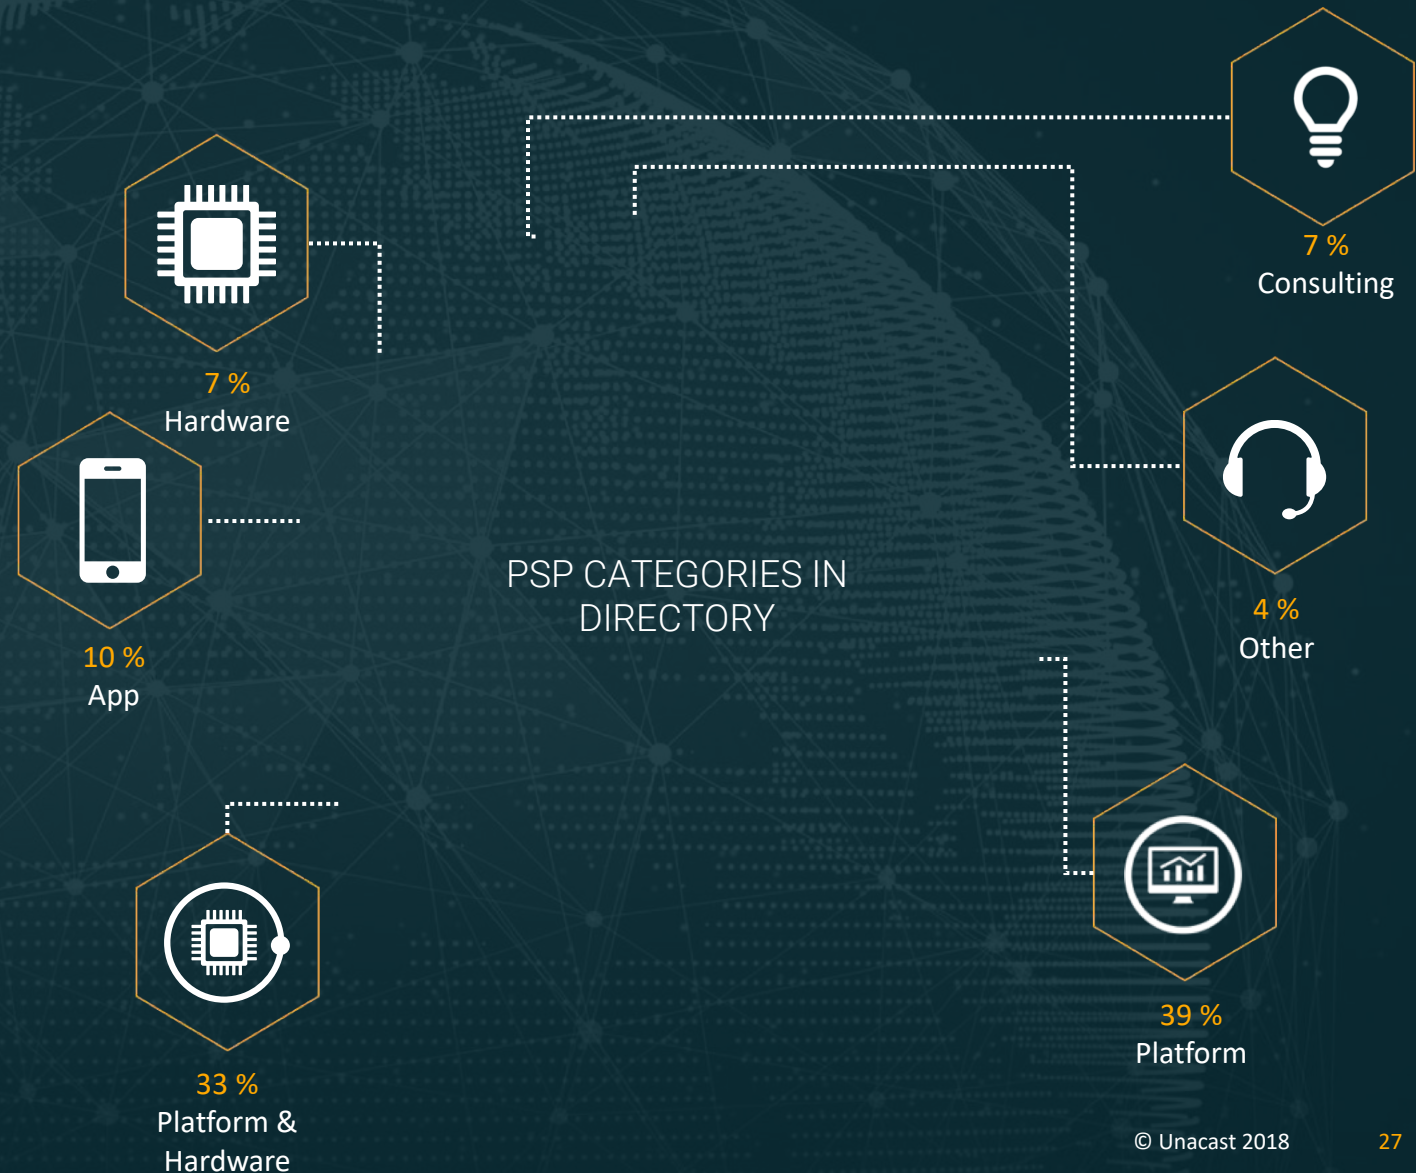 7 %
Consulting
7 %
Hardware
PSP CATEGORIES IN
DIRECTORY
4 %
Other
10 %
App
39 %
Platform
33 %
Platform &
Hardware
© Unacast 2018
27